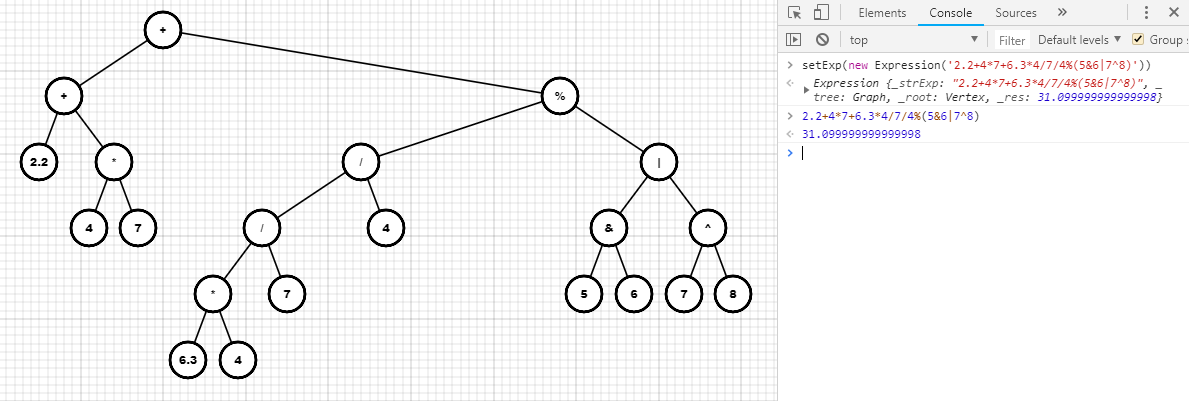 +
+ %
2.2 * / |
4 7 / 4 & ^
* 7 5 6 7 8
6.3 4
Elements Console Sources »
top ▼ Filter Default levels ▼ Group
> setExp(new Expression('2.2+4*7+6.3*4/7/4%(5&6|7^8)'))
Expression {_strExp: "2.2+4*7+6.3*4/7/4%(5&6|7^8)", _
tree: Graph, _root: Vertex, _res: 31.099999999999998}
> 2.2+4*7+6.3*4/7/4%(5&6|7^8)
31.099999999999998
>